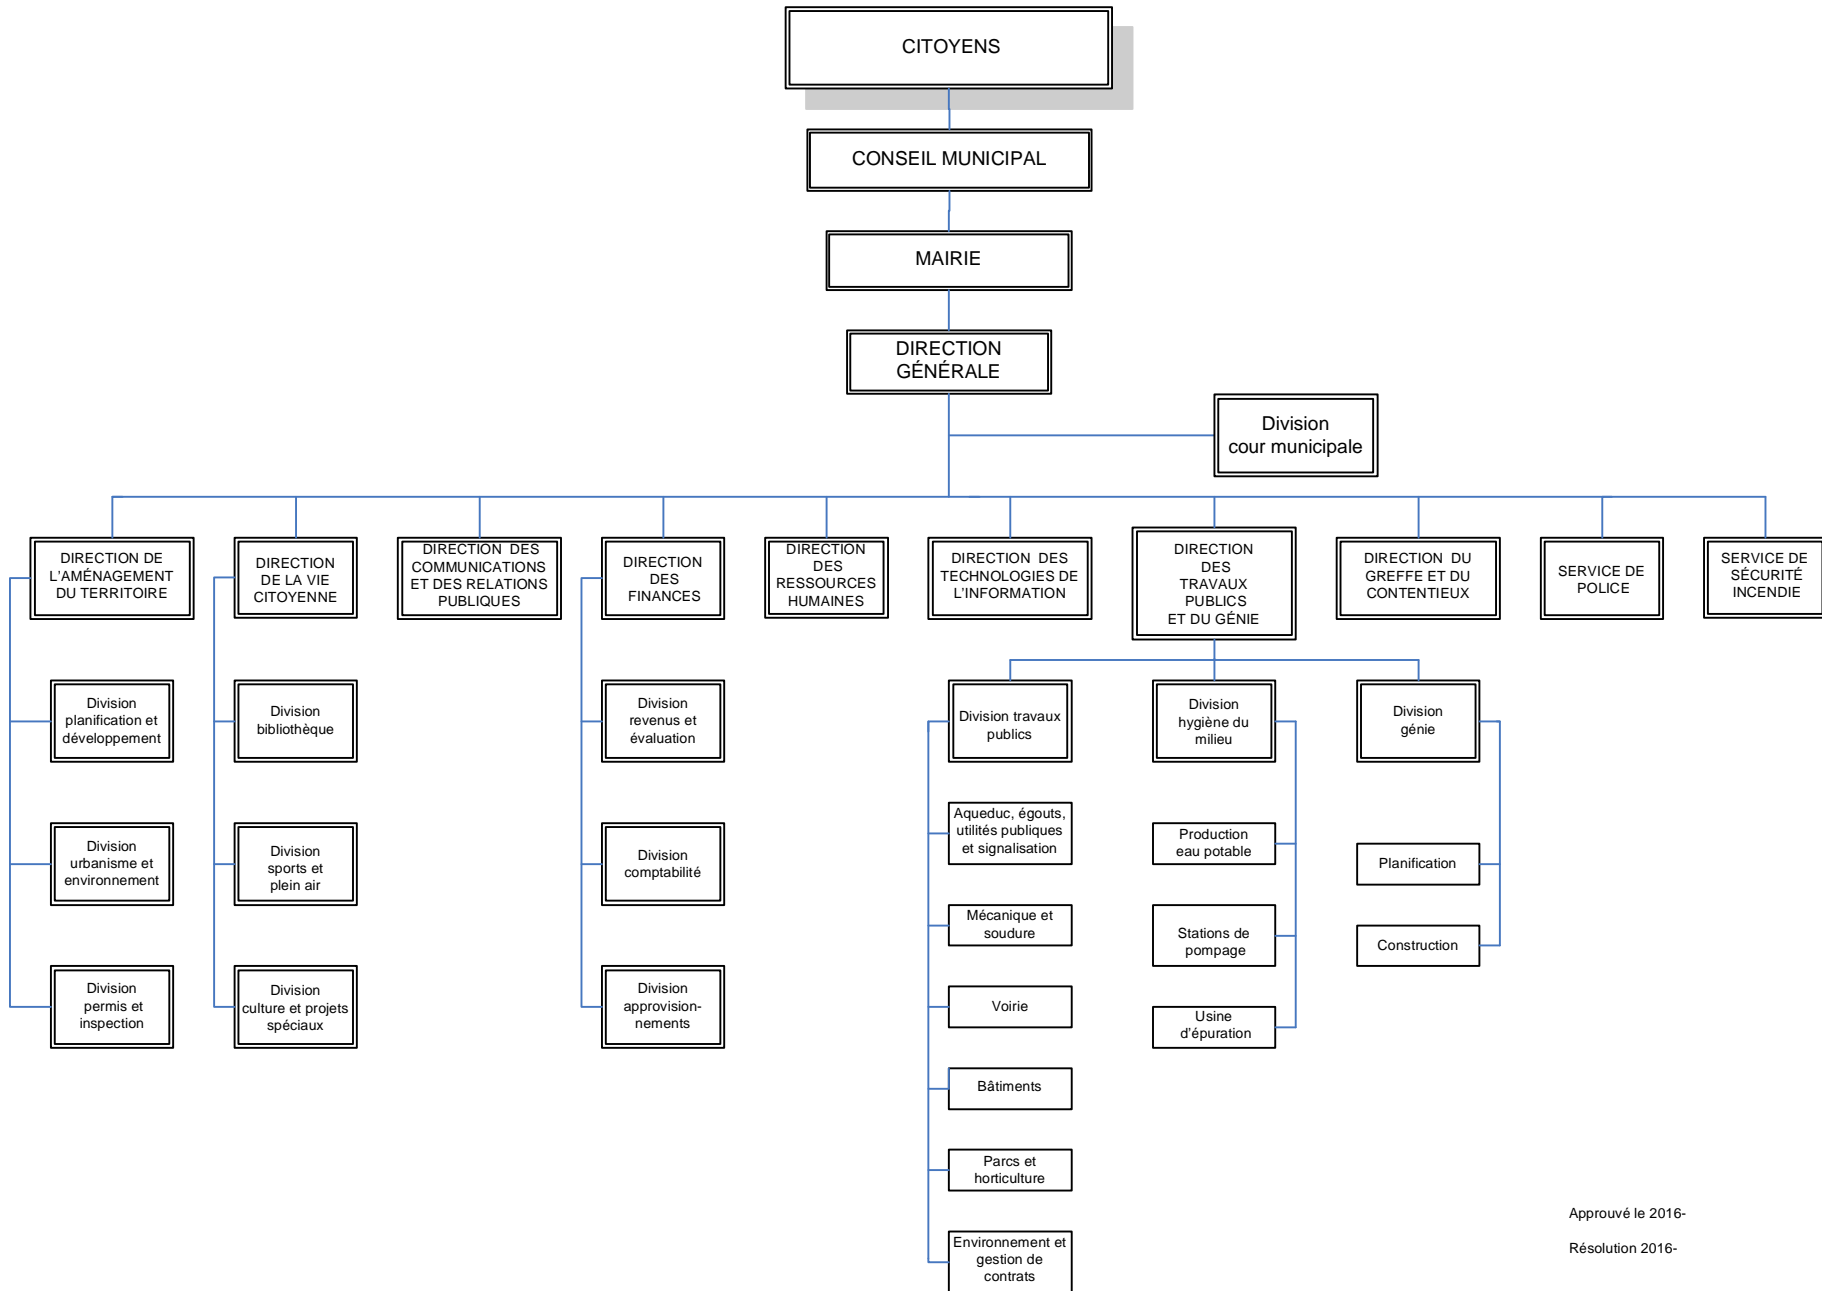 CITOYENS
CONSEIL MUNICIPAL
MAIRIE
DIRECTION
GÉNÉRALE
Division
cour municipale
DIRECTION DE
L'AMÉNAGEMENT
DU TERRITOIRE
DIRECTION
DE LA VIE
CITOYENNE
DIRECTION DES
COMMUNICATIONS
ET DES RELATIONS
PUBLIQUES
DIRECTION
DES
FINANCES
DIRECTION
DES
RESSOURCES
HUMAINES
DIRECTION DES
TECHNOLOGIES DE
L'INFORMATION
DIRECTION
DES
TRAVAUX
PUBLICS
ET DU GÉNIE
DIRECTION DU
GREFFE ET DU
CONTENTIEUX
SERVICE DE
POLICE
SERVICE DE
SÉCURITÉ
INCENDIE
Division
planification et
développement
Division
urbanisme et
environnement
Division
permis et
inspection
Division
bibliothèque
Division
sports et
plein air
Division
culture et projets
spéciaux
Division
revenus et
évaluation
Division
comptabilité
Division
approvision-
nements
Division travaux
publics
Aqueduc, égouts,
utilités publiques
et signalisation
Mécanique et
soudure
Voirie
Bâtiments
Parcs et
horticulture
Environnement et
gestion de
contrats
Division
hygiène du
milieu
Production
eau potable
Stations de
pompage
Usine
d'épuration
Division
génie
Planification
Construction
Approuvé le 2016-
Résolution 2016-